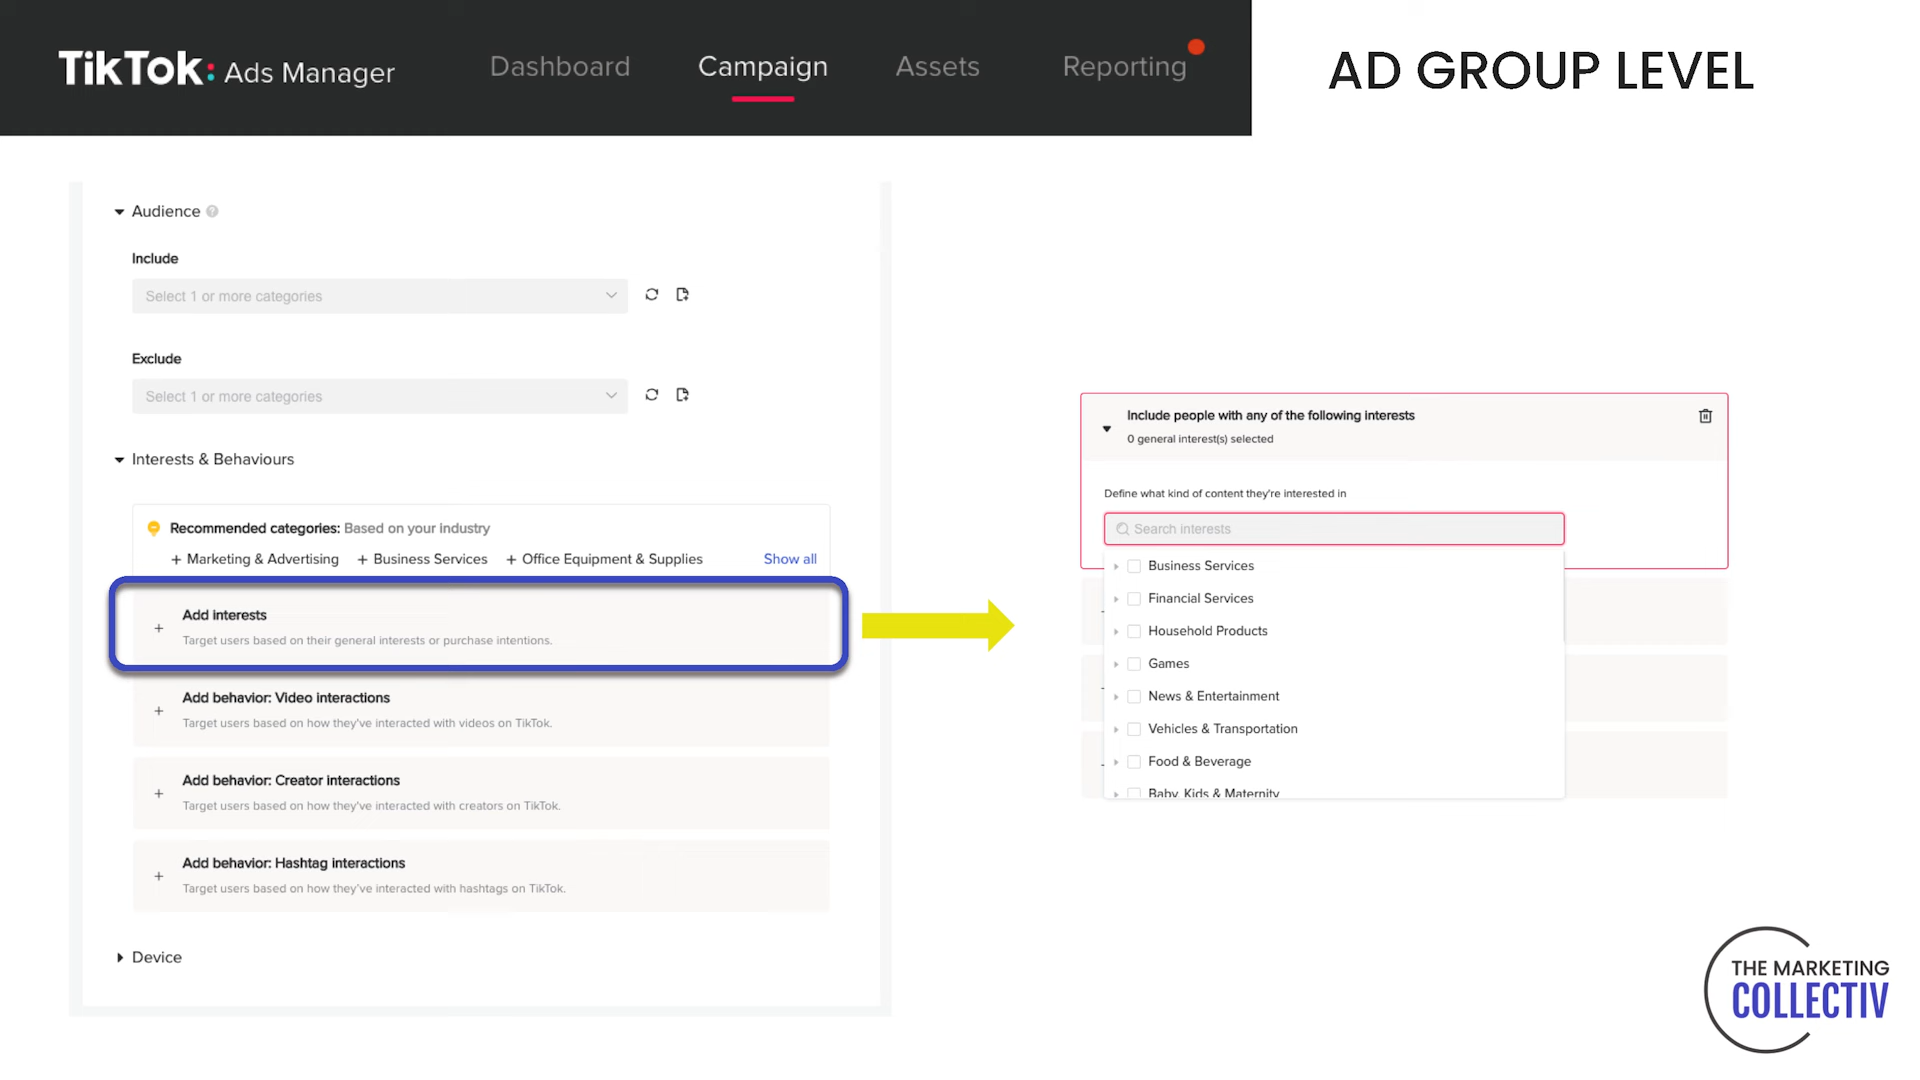 TikTok: Ads Manager
Dashboard
Campaign
Assets
Reporting
AD GROUP LEVEL
Audience ?
Include
Select 1 or more categories
Exclude
Select 1 or more categories
Interests & Behaviours
Recommended categories: Based on your industry
+ Marketing & Advertising + Business Services + Office Equipment & Supplies Show all
Add interests
+
Target users based on their general interests or purchase intentions.
Add behavior: Video interactions
+
Target users based on how they've interacted with videos on TikTok.
Add behavior: Creator interactions
+
Target users based on how they've interacted with creators on TikTok.
Add behavior: Hashtag interactions
+
Target users based on how they've interacted with hashtags on TikTok.
Device
Include people with any of the following interests
0 general interest(s) selected
Define what kind of content they're interested in
Search interests
Business Services
Financial Services
Household Products
Games
News & Entertainment
Vehicles & Transportation
Food & Beverage
Baby, Kids & Maternity
THE MARKETING
COLLECTIV